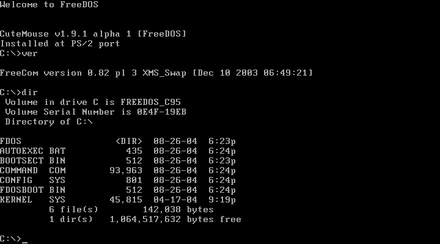 Welcome to FreeDOS
CuteMouse v1.9.1 alpha 1 [FreeDOS]
Installed at PS/2 port
C:\>ver
FreeCom version 0.82 pl 3 XMS_Swap [Dec 10 2003 06:49:21]
C:\>dir
 Volume in drive C is FREEDOS_C95
 Volume Serial Number is 0E4F-19EB
 Directory of C:\
FDOS                 <DIR>  08-26-04  6:23p
AUTOEXEC BAT           435  08-26-04  6:24p
BOOTSECT BIN           512  08-26-04  6:23p
COMMAND  COM        93,963  08-26-04  6:24p
CONFIG   SYS           801  08-26-04  6:24p
FDOSBOOT BIN           512  08-26-04  6:24p
KERNEL   SYS        45,815  04-17-04  9:19p
         6 file(s)        142,038 bytes
         1 dir(s)   1,064,517,632 bytes free
C:\>_